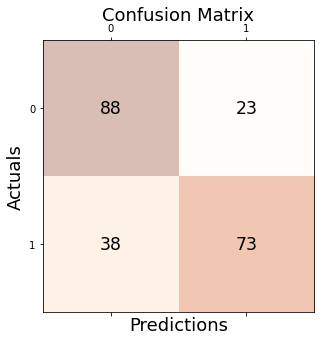 Confusion Matrix
0 1
0 88 23
Actuals
1 38 73
Predictions